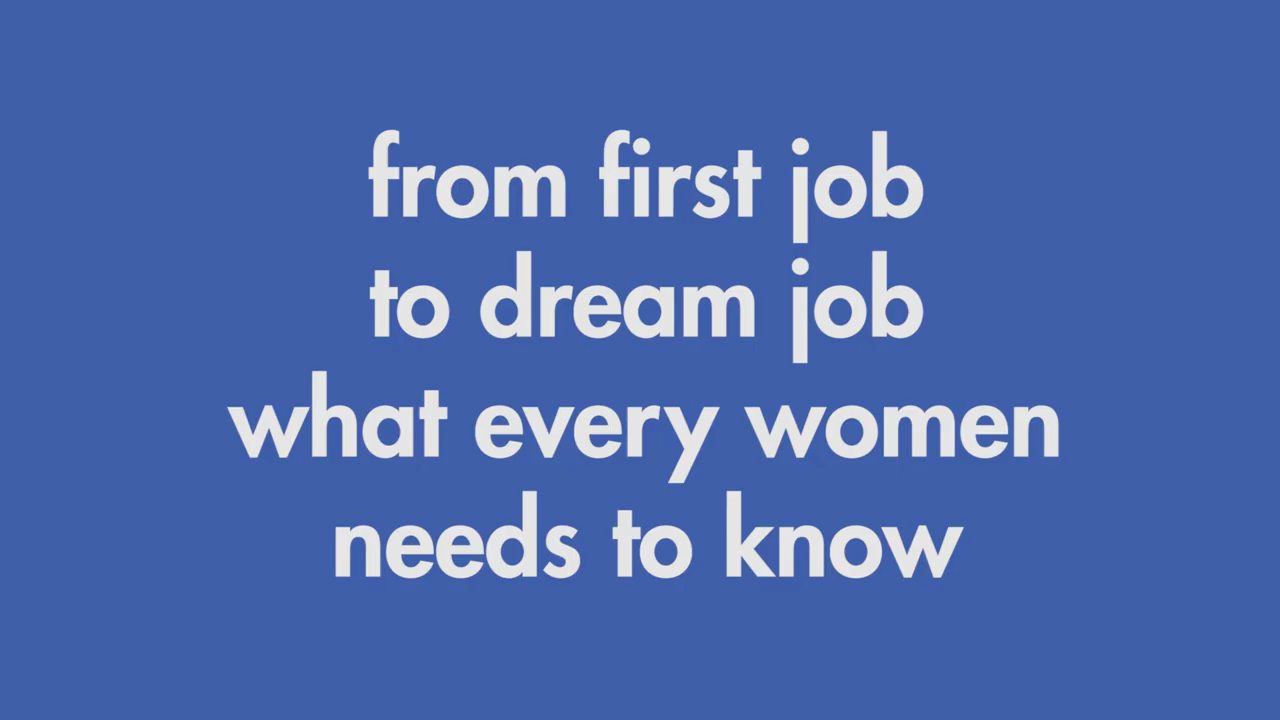 from first job
to dream job
what every women
needs to know